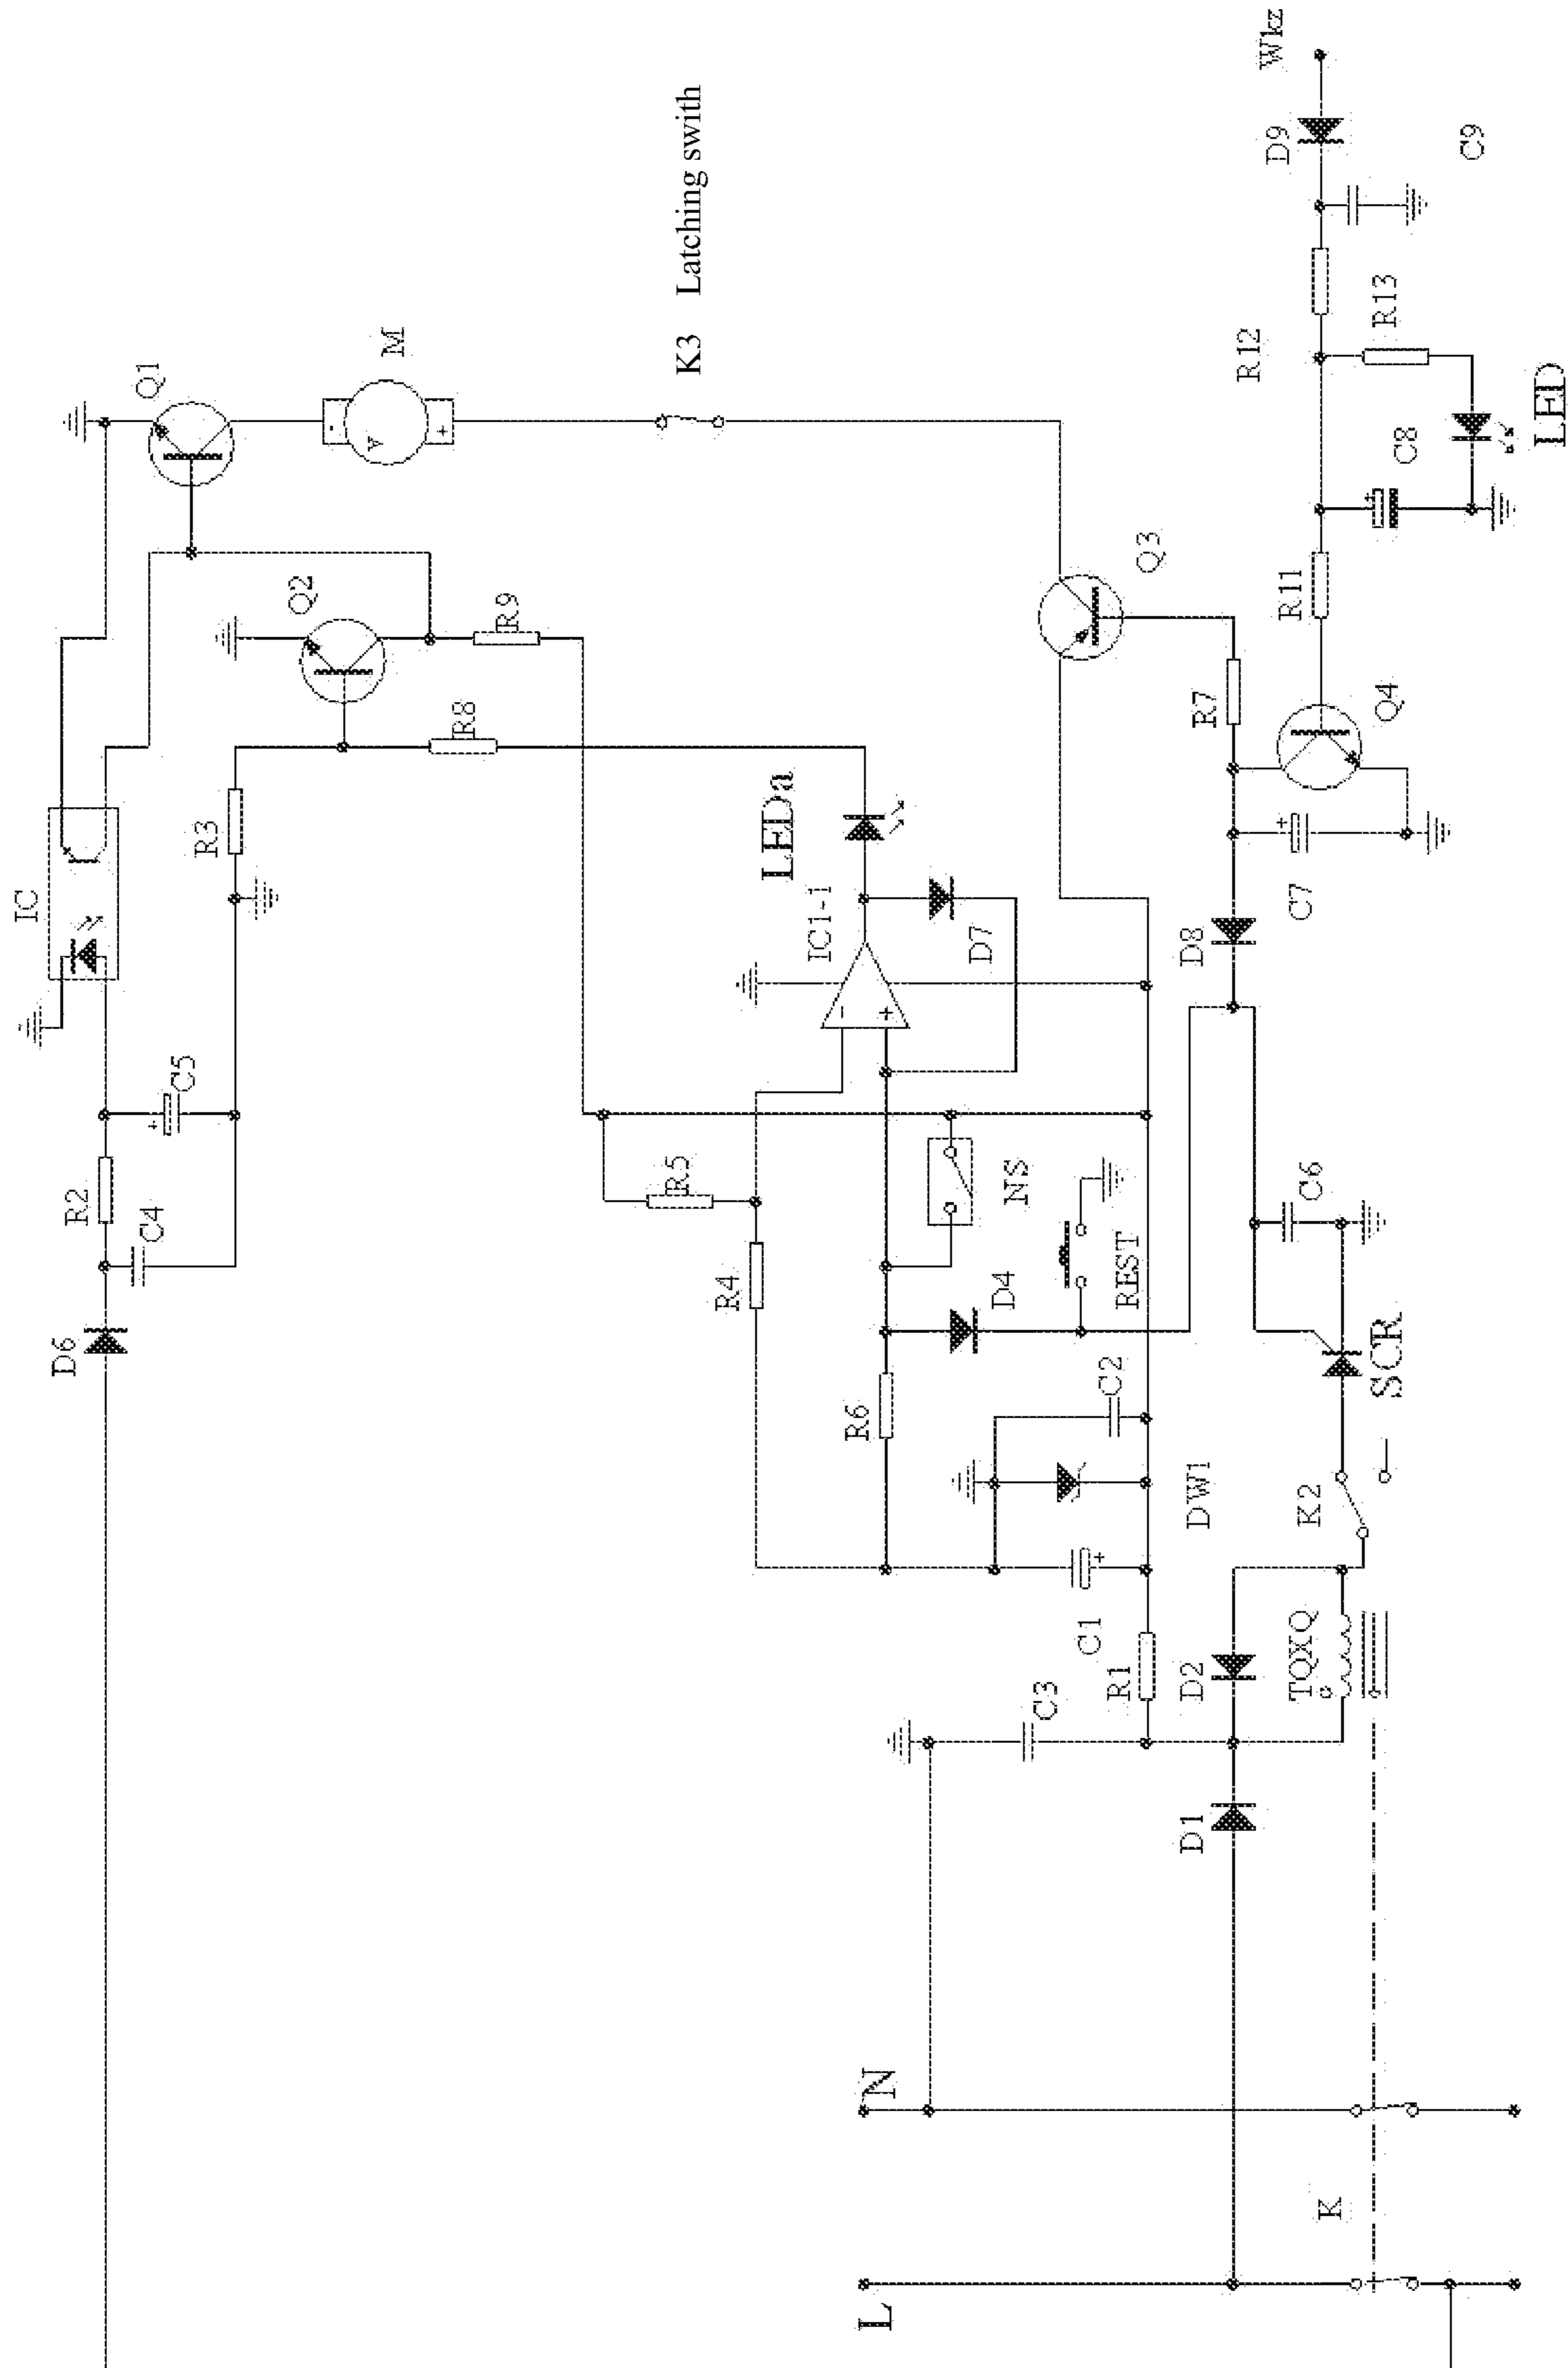 Wkz
D9
C9
R12
R13
C8
LED
R11
Q4
Q3
R7
C7
D8
K3 Latching swith
M
Q1
Q2
R9
R8
R3
IC
LEDa
IC1-1
D7
-
+
-
+
A
C5
R2
C4
D6
R5
R4
NS
REST
D4
R6
C2
C6
SCR
DW1
K2
C1
R1
C3
D2
TQXQ
D1
N
L
K
+
+
+
+